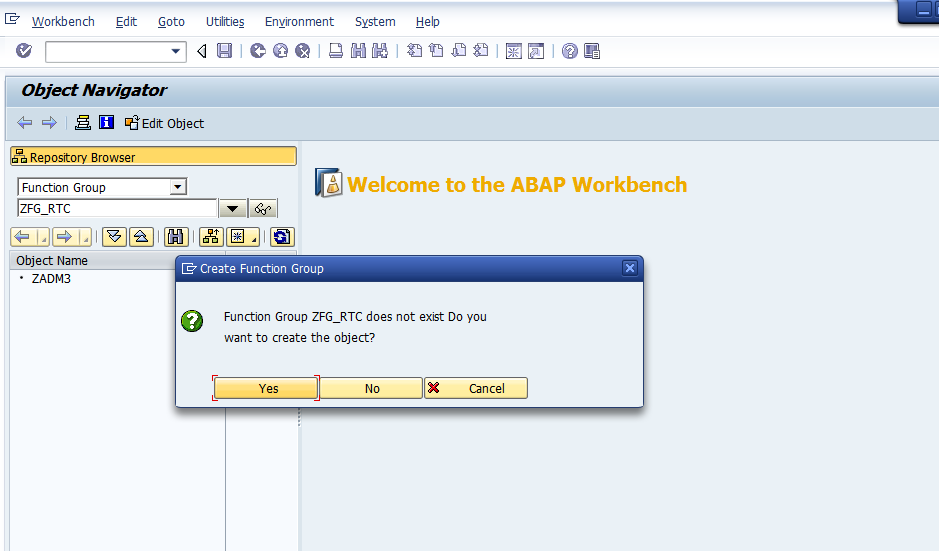 Workbench Edit Goto Utilities Environment System Help
Object Navigator
Edit Object
Repository Browser
Function Group
ZFG_RTC
Welcome to the ABAP Workbench
Object Name
ZADM3
Create Function Group
Function Group ZFG_RTC does not exist Do you
want to create the object?
Yes No Cancel